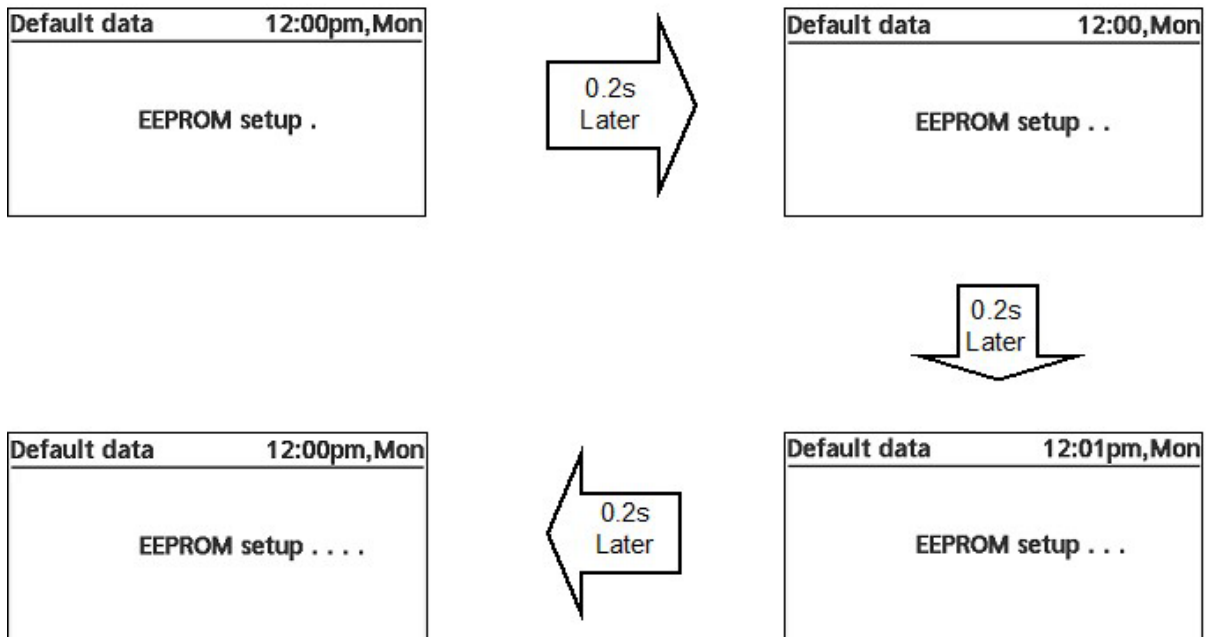 Default data 12:00pm,Mon
EEPROM setup .
0.2s
Later
Default data 12:00,Mon
EEPROM setup . .
0.2s
Later
Default data 12:01pm,Mon
EEPROM setup . . .
0.2s
Later
Default data 12:00pm,Mon
EEPROM setup . . . .